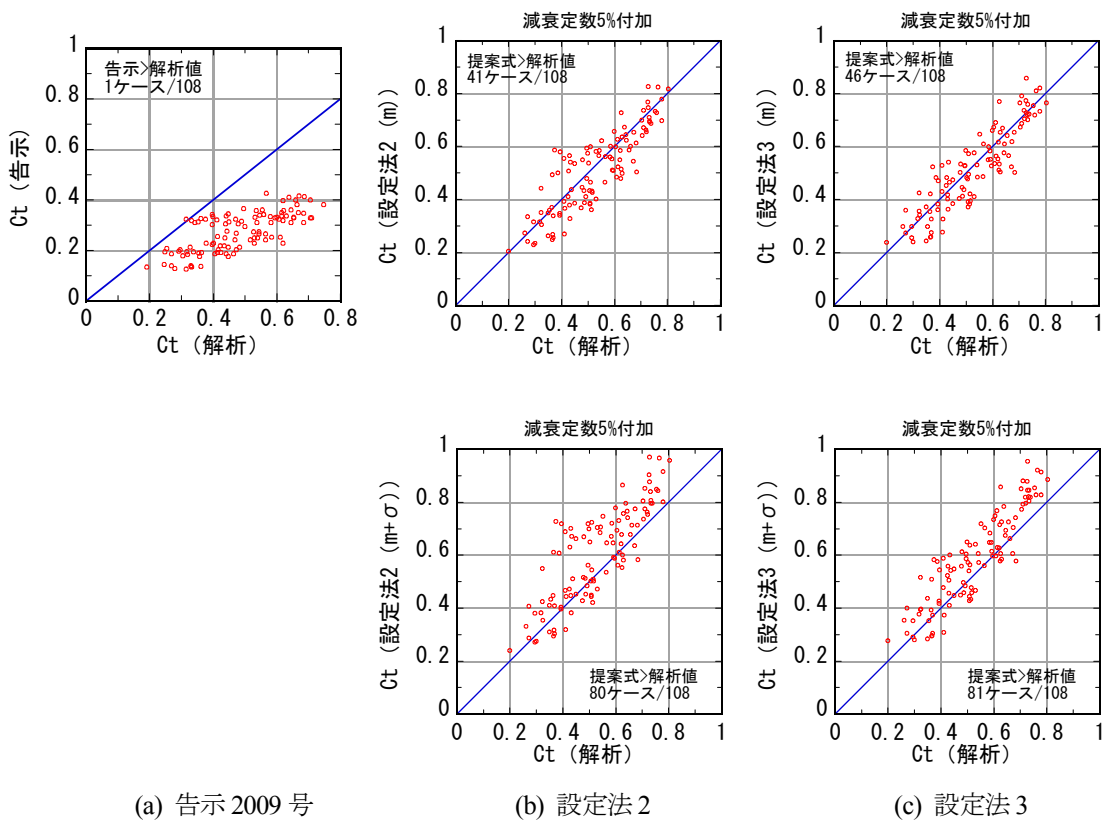 告示>解析値
1ケース/108
Ct (告示)
1
0.8
0.6
0.4
0.2
0
0 0.2 0.4 0.6 0.8
Ct (解析)
減衰定数5%付加
提案式>解析値
41ケース/108
Ct (設定法2 (m))
1
0.8
0.6
0.4
0.2
0
0 0.2 0.4 0.6 0.8 1
Ct (解析)
減衰定数5%付加
提案式>解析値
46ケース/108
Ct (設定法3 (m))
1
0.8
0.6
0.4
0.2
0
0 0.2 0.4 0.6 0.8 1
Ct (解析)
減衰定数5%付加
Ct (設定法2 (m+σ))
1
0.8
0.6
0.4
0.2
0
提案式>解析値
80ケース/108
0 0.2 0.4 0.6 0.8 1
Ct (解析)
減衰定数5%付加
Ct (設定法3 (m+σ))
1
0.8
0.6
0.4
0.2
0
提案式>解析値
81ケース/108
0 0.2 0.4 0.6 0.8 1
Ct (解析)
(a) 告示 2009 号
(b) 設定法 2
(c) 設定法 3